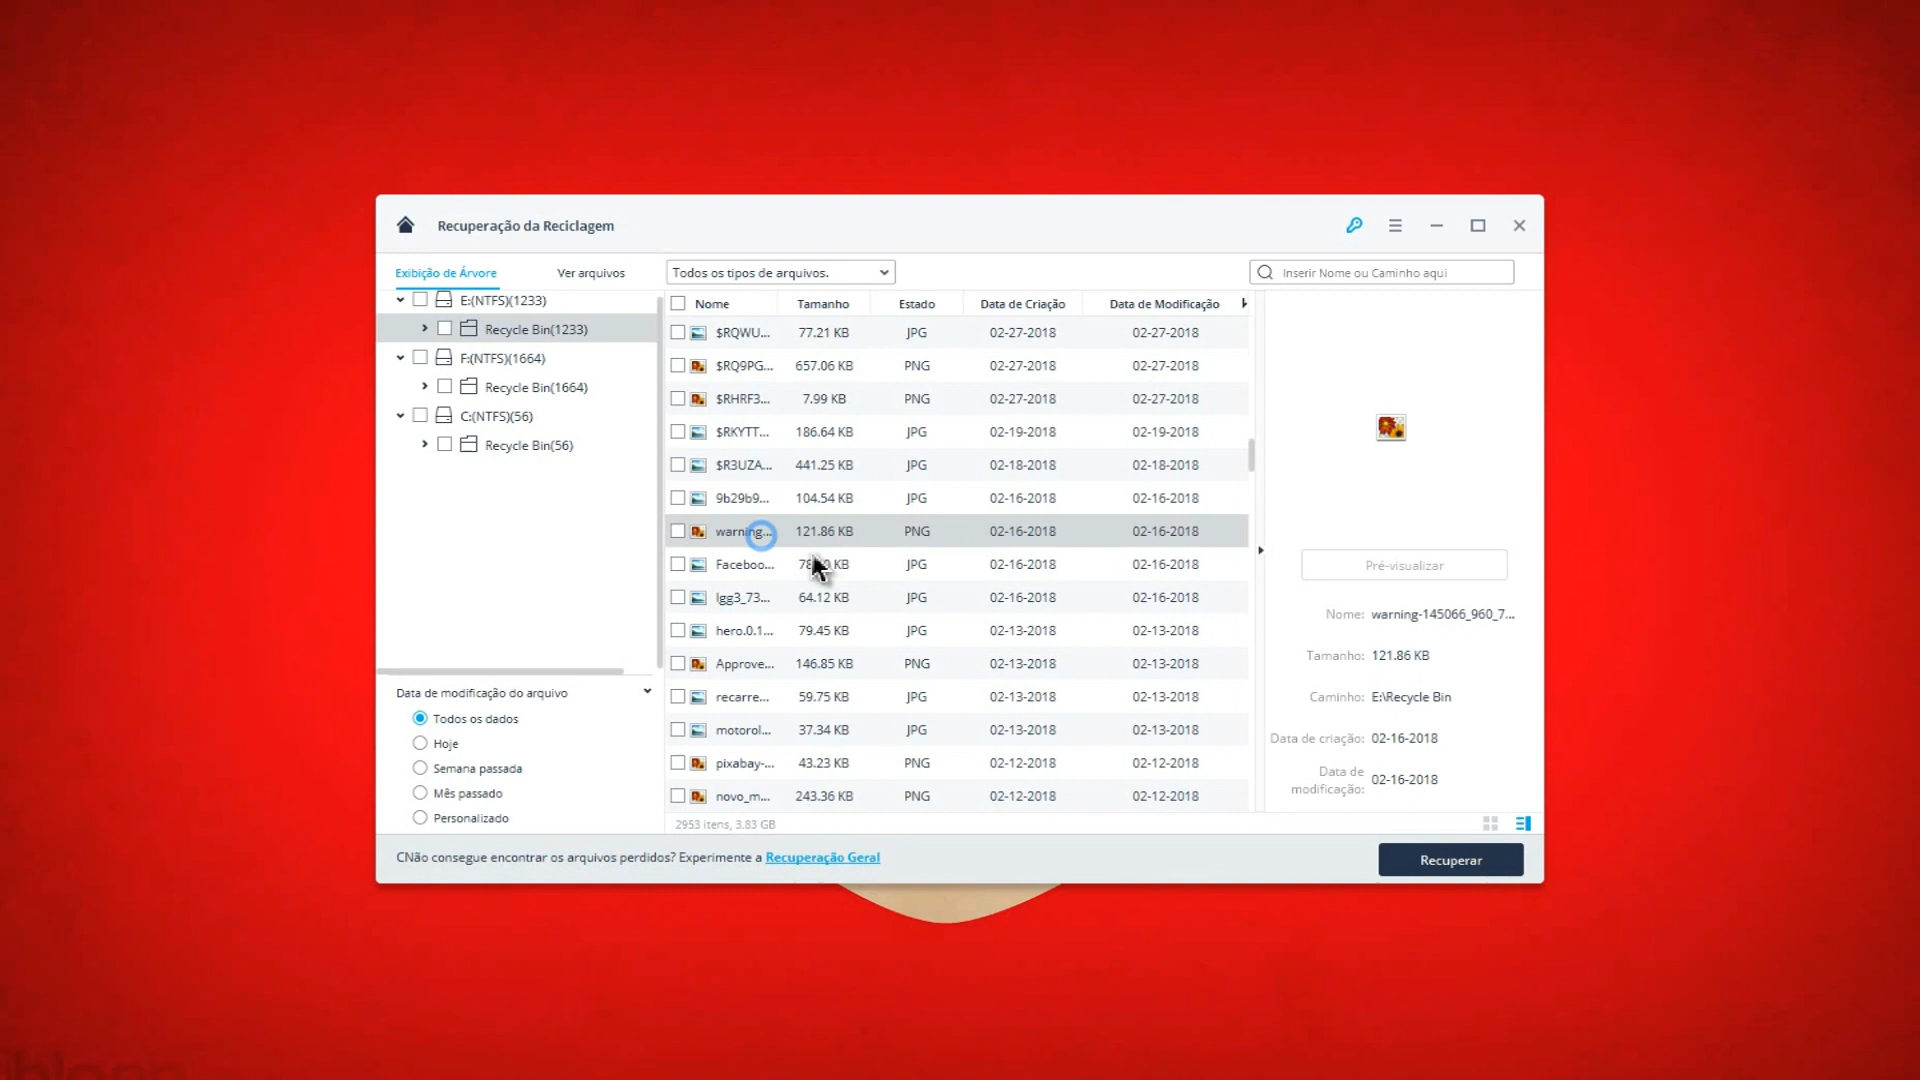 Recuperação da Reciclagem
Exibição de Árvore
Ver arquivos
Todos os tipos de arquivos.
Inserir Nome ou Caminho aqui
E:(NTFS)(1233)
Recycle Bin(1233)
F:(NTFS)(1664)
Recycle Bin(1664)
C:(NTFS)(56)
Recycle Bin(56)
Data de modificação do arquivo
Todos os dados
Hoje
Semana passada
Mês passado
Personalizado
Nome Tamanho Estado Data de Criação Data de Modificação
$RQWU... 77.21 KB JPG 02-27-2018 02-27-2018
$RQ9PG... 657.06 KB PNG 02-27-2018 02-27-2018
$RHRF3... 7.99 KB PNG 02-27-2018 02-27-2018
$RKYTT... 186.64 KB JPG 02-19-2018 02-19-2018
$R3UZA... 441.25 KB JPG 02-18-2018 02-18-2018
9b29b9... 104.54 KB JPG 02-16-2018 02-16-2018
warning... 121.86 KB PNG 02-16-2018 02-16-2018
Faceboo... KB JPG 02-16-2018 02-16-2018
lgg3_73... 64.12 KB JPG 02-16-2018 02-16-2018
hero.0.1... 79.45 KB JPG 02-13-2018 02-13-2018
Approve... 146.85 KB PNG 02-13-2018 02-13-2018
recarre... 59.75 KB JPG 02-13-2018 02-13-2018
motorol... 37.34 KB JPG 02-13-2018 02-13-2018
pixabay-... 43.23 KB PNG 02-12-2018 02-12-2018
novo_m... 243.36 KB PNG 02-12-2018 02-12-2018
2953 itens, 3.83 GB
Pré-visualizar
Nome: warning-145066_960_7...
Tamanho: 121.86 KB
Caminho: E:\Recycle Bin
Data de criação: 02-16-2018
Data de modificação: 02-16-2018
CNão consegue encontrar os arquivos perdidos? Experimente a Recuperação Geral
Recuperar